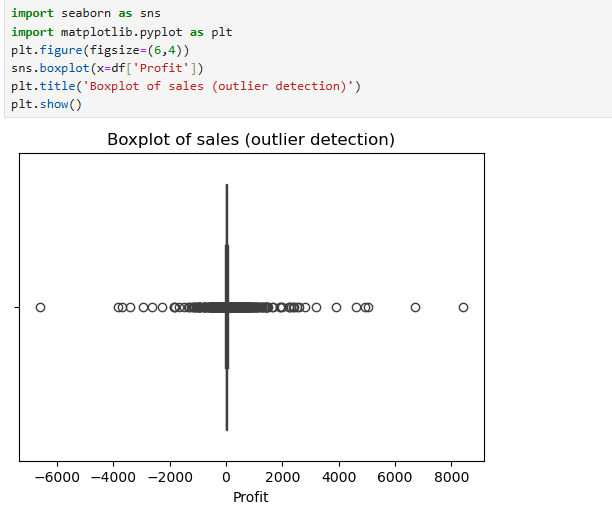 import seaborn as sns
import matplotlib.pyplot as plt
plt.figure(figsize=(6,4))
sns.boxplot(x=df['Profit'])
plt.title('Boxplot of sales (outlier detection)')
plt.show()
Boxplot of sales (outlier detection)
−6000 −4000 −2000 0 2000 4000 6000 8000
Profit